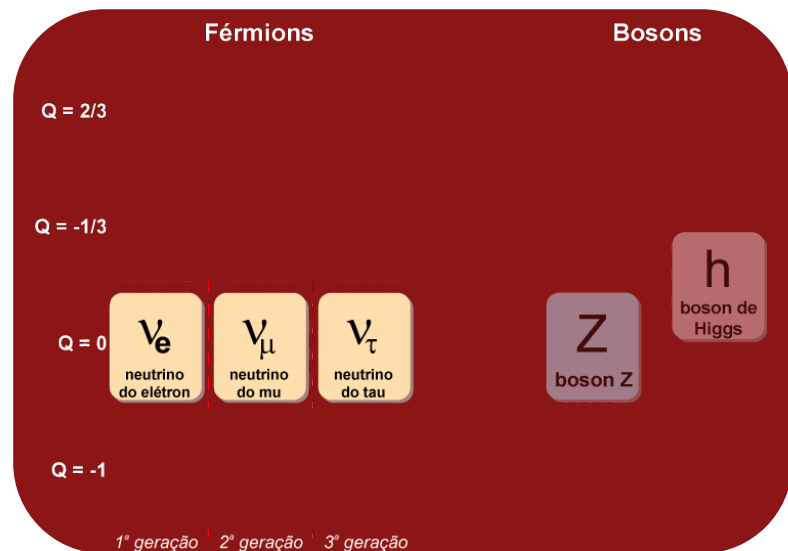 Férmions
Bosons
Q = 2/3
Q = -1/3
Q = 0
Q = -1
νe
neutrino
do elétron
νμ
neutrino
do mu
ντ
neutrino
do tau
Z
boson Z
h
boson de
Higgs
1ª geração
2ª geração
3ª geração